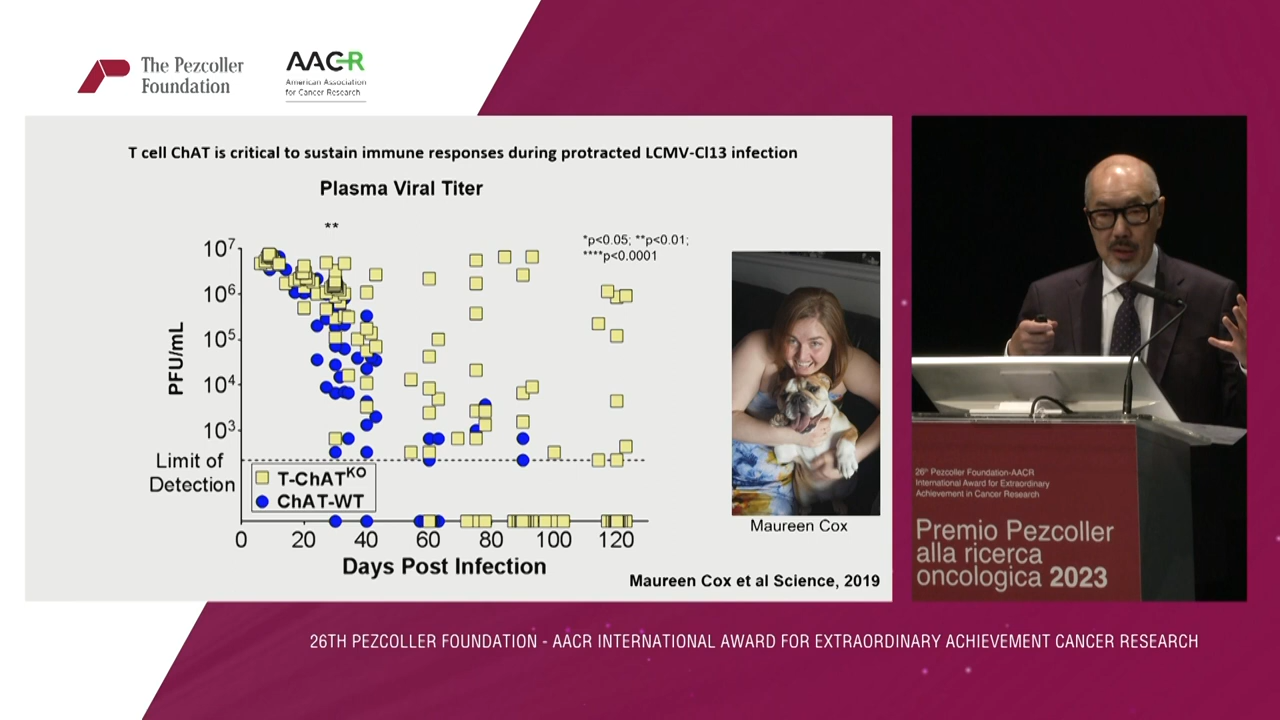 The Pezcoller
Foundation
AACR
American Association
for Cancer Research
T cell ChAT is critical to sustain immune responses during protracted LCMV-Cl13 infection
Plasma Viral Titer
**
*p<0.05; **p<0.01;
****p<0.0001
10⁷
10⁶
10⁵
10⁴
10³
PFU/mL
Limit of
Detection
T-ChATᴷᴼ
ChAT-WT
0 20 40 60 80 100 120
Days Post Infection
Maureen Cox
Maureen Cox et al Science, 2019
26th Pezcoller Foundation-AACR
International Award for Extraordinary
Achievement in Cancer Research
Premio Pezcoller
alla ricerca
oncologica 2023
26TH PEZCOLLER FOUNDATION - AACR INTERNATIONAL AWARD FOR EXTRAORDINARY ACHIEVEMENT CANCER RESEARCH